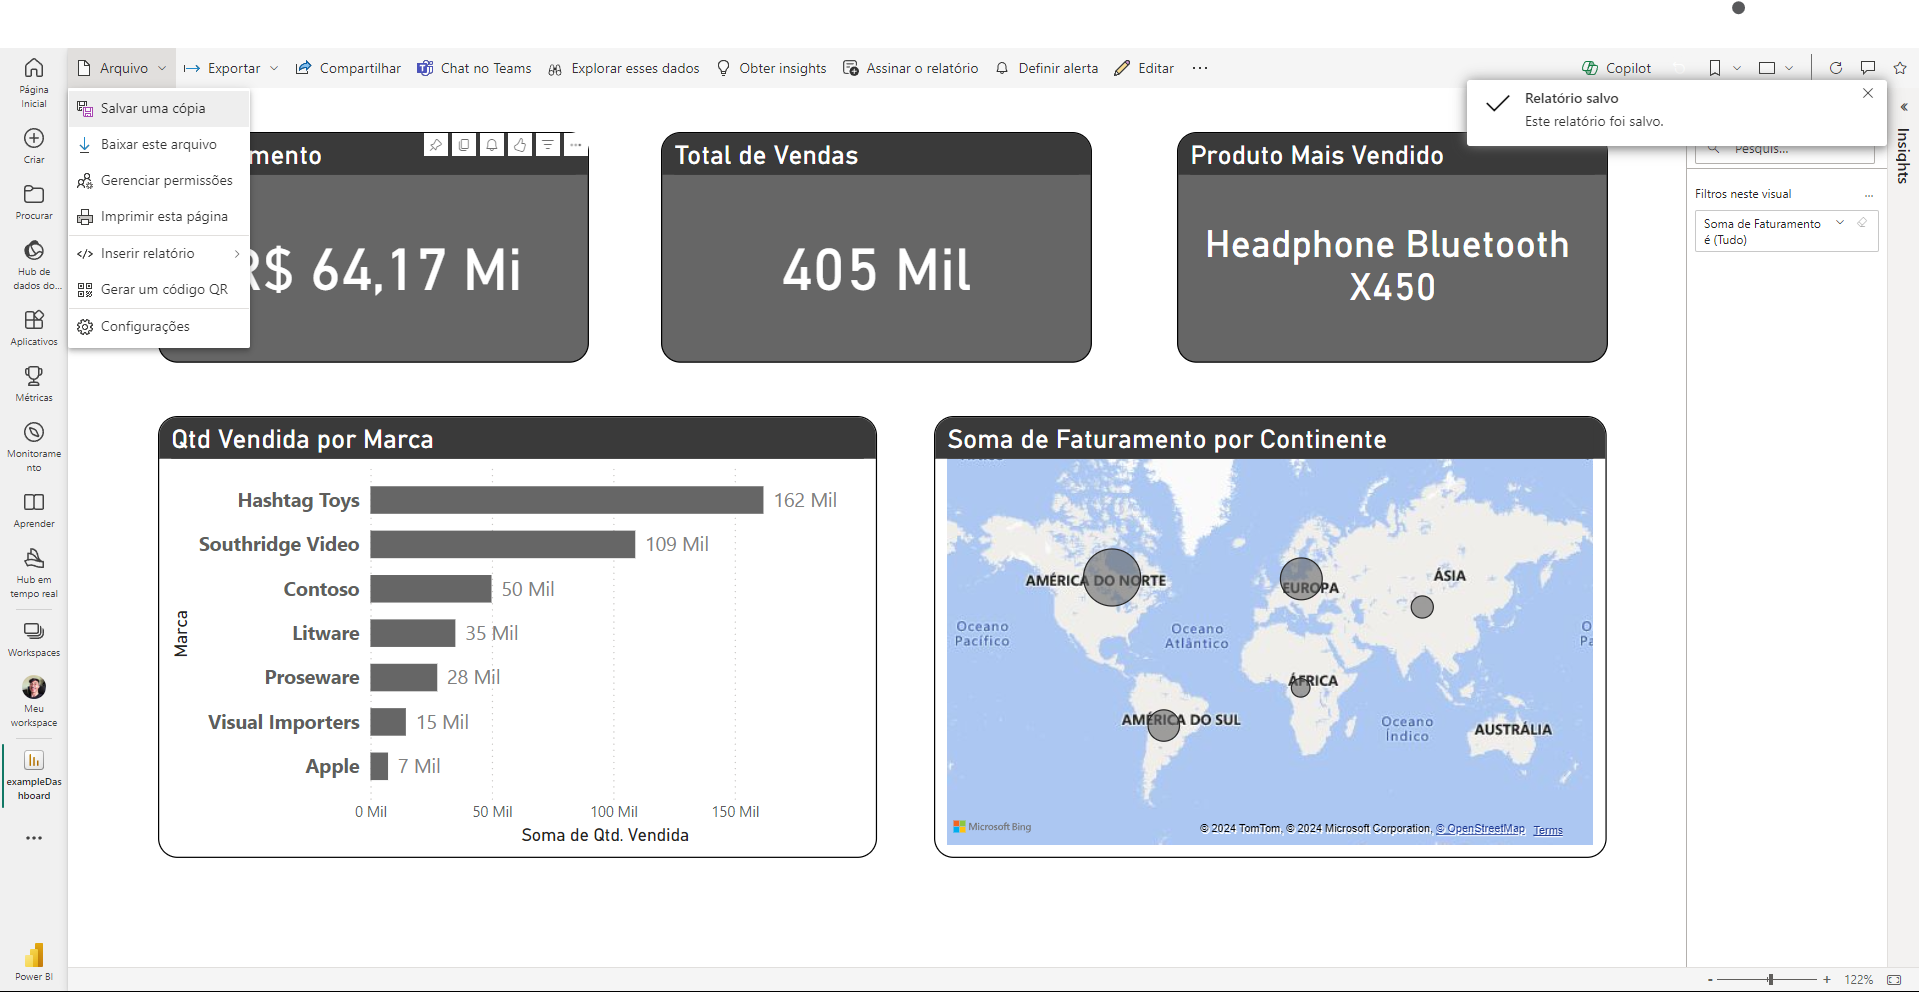 Arquivo
Exportar
Compartilhar
Chat no Teams
Explorar esses dados
Obter insights
Assinar o relatório
Definir alerta
Editar
...
Copilot
Página
Inicial
Criar
Procurar
Hub de
dados do...
Aplicativos
Métricas
Monitorame
nto
Aprender
Hub em
tempo real
Workspaces
Meu
workspace
exampleDas
hboard
Power BI
Salvar uma cópia
Baixar este arquivo
Gerenciar permissões
Imprimir esta página
Inserir relatório
Gerar um código QR
Configurações
Relatório salvo
Este relatório foi salvo.
mento
R$ 64,17 Mi
Total de Vendas
405 Mil
Produto Mais Vendido
Headphone Bluetooth
X450
Pesquis...
Insights
Filtros neste visual
...
Soma de Faturamento
é (Tudo)
Qtd Vendida por Marca
Marca
Hashtag Toys 162 Mil
Southridge Video 109 Mil
Contoso 50 Mil
Litware 35 Mil
Proseware 28 Mil
Visual Importers 15 Mil
Apple 7 Mil
0 Mil 50 Mil 100 Mil 150 Mil
Soma de Qtd. Vendida
Soma de Faturamento por Continente
AMÉRICA DO NORTE
EUROPA
ÁSIA
Oceano
Pacífico
Oceano
Atlântico
ÁFRICA
AMÉRICA DO SUL
Oceano
Índico
AUSTRÁLIA
Microsoft Bing
© 2024 TomTom, © 2024 Microsoft Corporation, © OpenStreetMap Terms
- + 122%